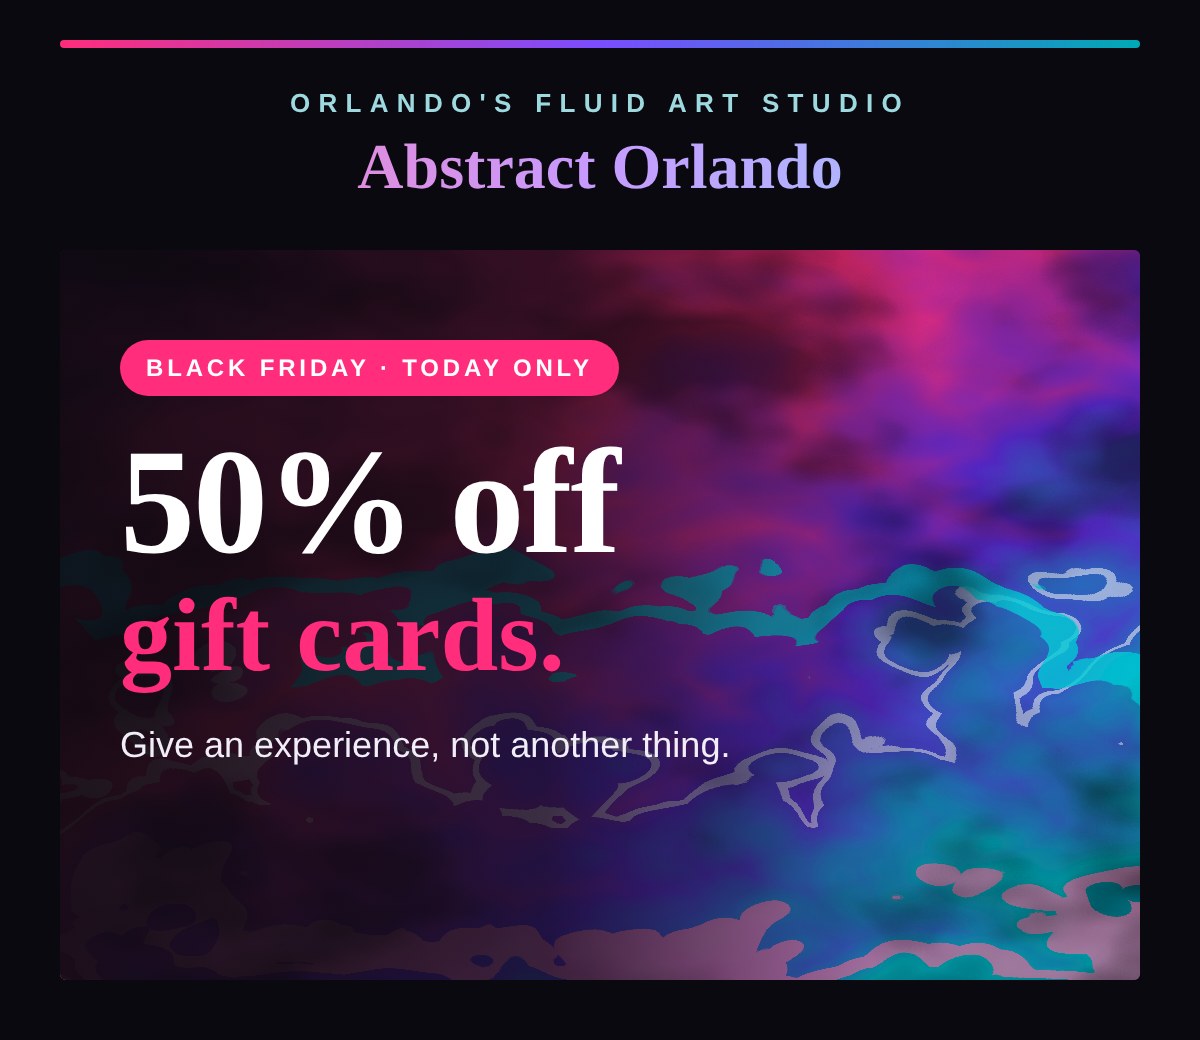 ORLANDO'S FLUID ART STUDIO
Abstract Orlando
BLACK FRIDAY · TODAY ONLY
50% off
gift cards.
Give an experience, not another thing.